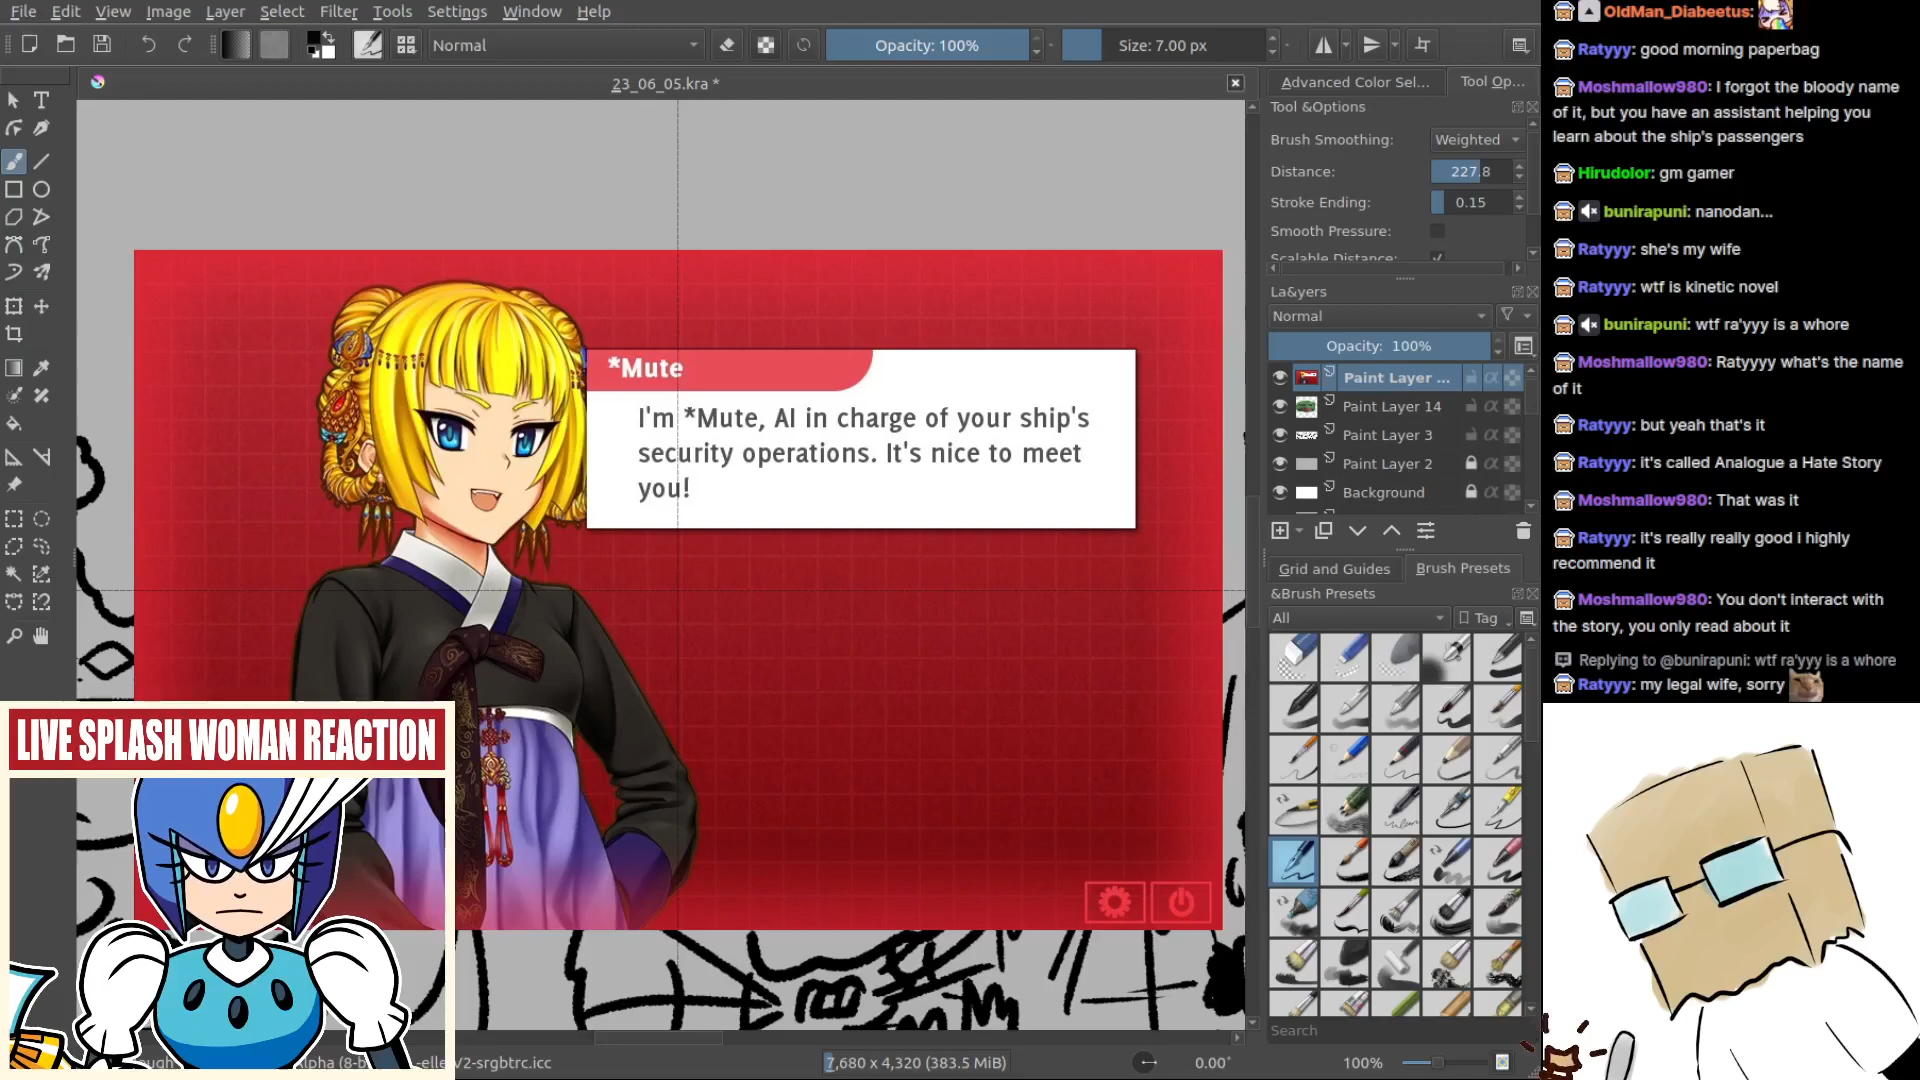 File Edit View Image Layer Select Filter Tools Settings Window Help
Normal
Opacity: 100%
Size: 7.00 px
23_06_05.kra *
Advanced Color Sel...
Tool Op...
Tool &Options
Brush Smoothing: Weighted
Distance: 227.8
Stroke Ending: 0.15
Smooth Pressure:
Scalable Distance:
La&yers
Normal
Opacity: 100%
Paint Layer ...
Paint Layer 14
Paint Layer 3
Paint Layer 2
Background
Grid and Guides
Brush Presets
&Brush Presets
All
Tag
Search
*Mute
I'm *Mute, AI in charge of your ship's
security operations. It's nice to meet
you!
LIVE SPLASH WOMAN REACTION
V2-srgbtrc.icc
7,680 x 4,320 (383.5 MiB)
0.00°
100%
OldMan_Diabeetus:
Ratyyy: good morning paperbag
Moshmallow980: I forgot the bloody name
of it, but you have an assistant helping you
learn about the ship's passengers
Hirudolor: gm gamer
bunirapuni: nanodan...
Ratyyy: she's my wife
Ratyyy: wtf is kinetic novel
bunirapuni: wtf ra'yyy is a whore
Moshmallow980: Ratyyyy what's the name
of it
Ratyyy: but yeah that's it
Ratyyy: it's called Analogue a Hate Story
Moshmallow980: That was it
Ratyyy: it's really really good i highly
recommend it
Moshmallow980: You don't interact with
the story, you only read about it
Replying to @bunirapuni: wtf ra'yyy is a whore
Ratyyy: my legal wife, sorry